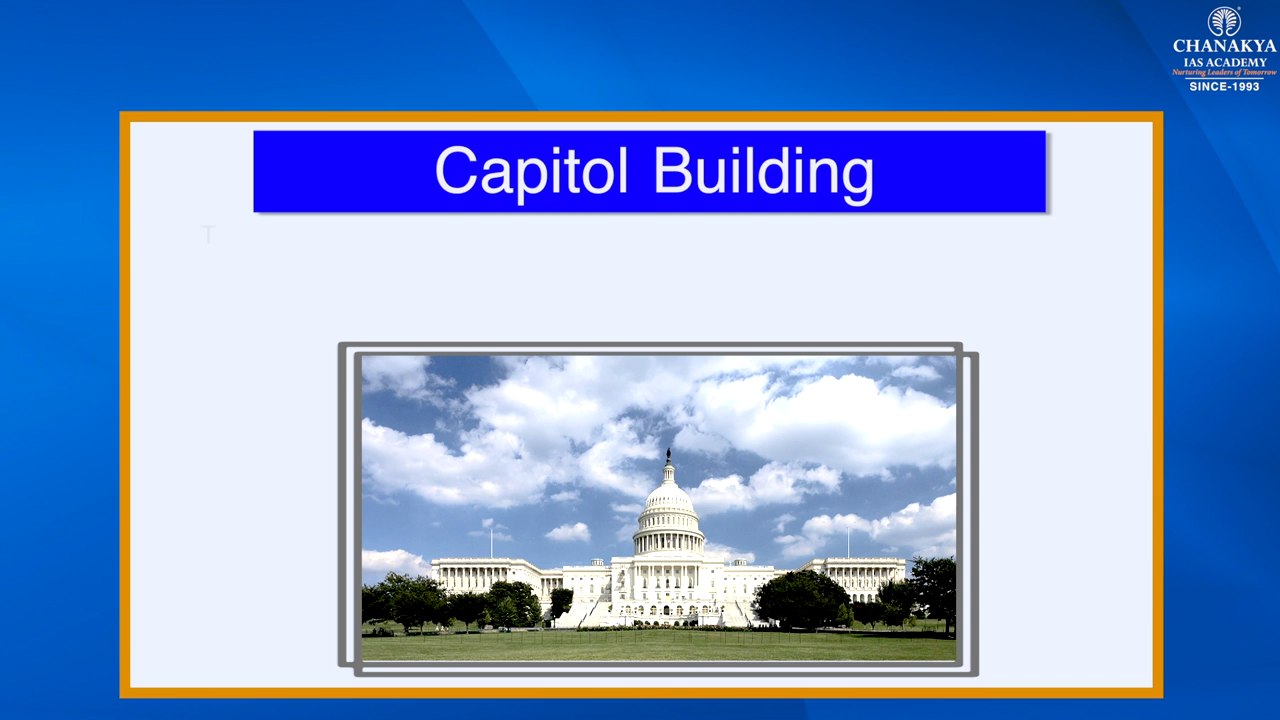 CHANAKYA
IAS ACADEMY
Nurturing Leaders of Tomorrow
SINCE-1993
Capitol Building
T